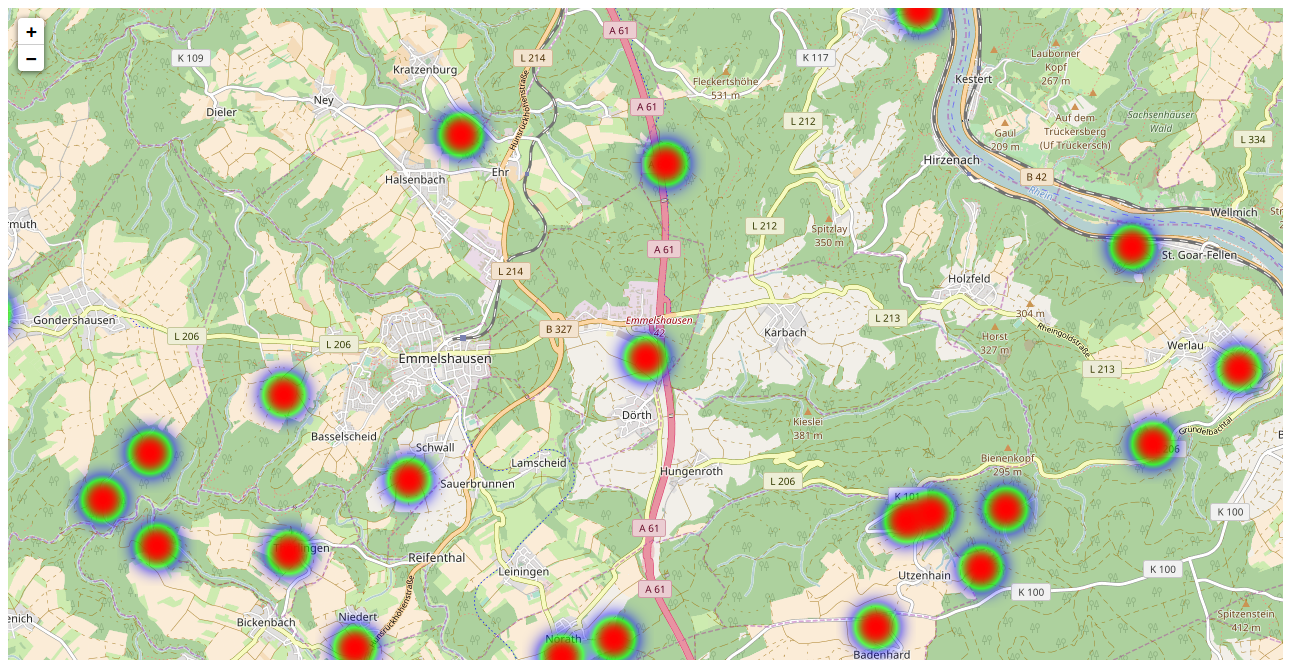 +
−
K 109
Kratzenburg
L 214
A 61
K 117
Fleckertshöhe
531 m
Kestert
Lauborner
Kopf
267 m
Ney
Dieler
Hunsrückhöhenstraße
A 61
L 212
Gaul
209 m
Auf dem
Trückersberg
(Uf Trückersch)
Sachsenhäuser
Wald
L 334
Halsenbach
Ehr
Hirzenach
B 42
Rhein
Wellmich
rmuth
L 212
Spitzlay
350 m
A 61
St. Goar-Fellen
L 214
Holzfeld
304 m
Gondershausen
L 206
L 206
B 327
Emmelshausen
42
Karbach
L 213
Horst
327 m
Rheingoldstraße
Werlau
Emmelshausen
L 213
Basselscheid
Dörth
Kieslei
381 m
Gründelbachtal
Schwall
Lamscheid
Sauerbrunnen
Hungenroth
L 206
Bienenkopf
295 m
K 101
K 100
A 61
Reifenthal
Leiningen
Utzenhain
K 100
A 61
K 100
enich
Bickenbach
Niedert
Norath
Badenhard
Spitzenstein
412 m